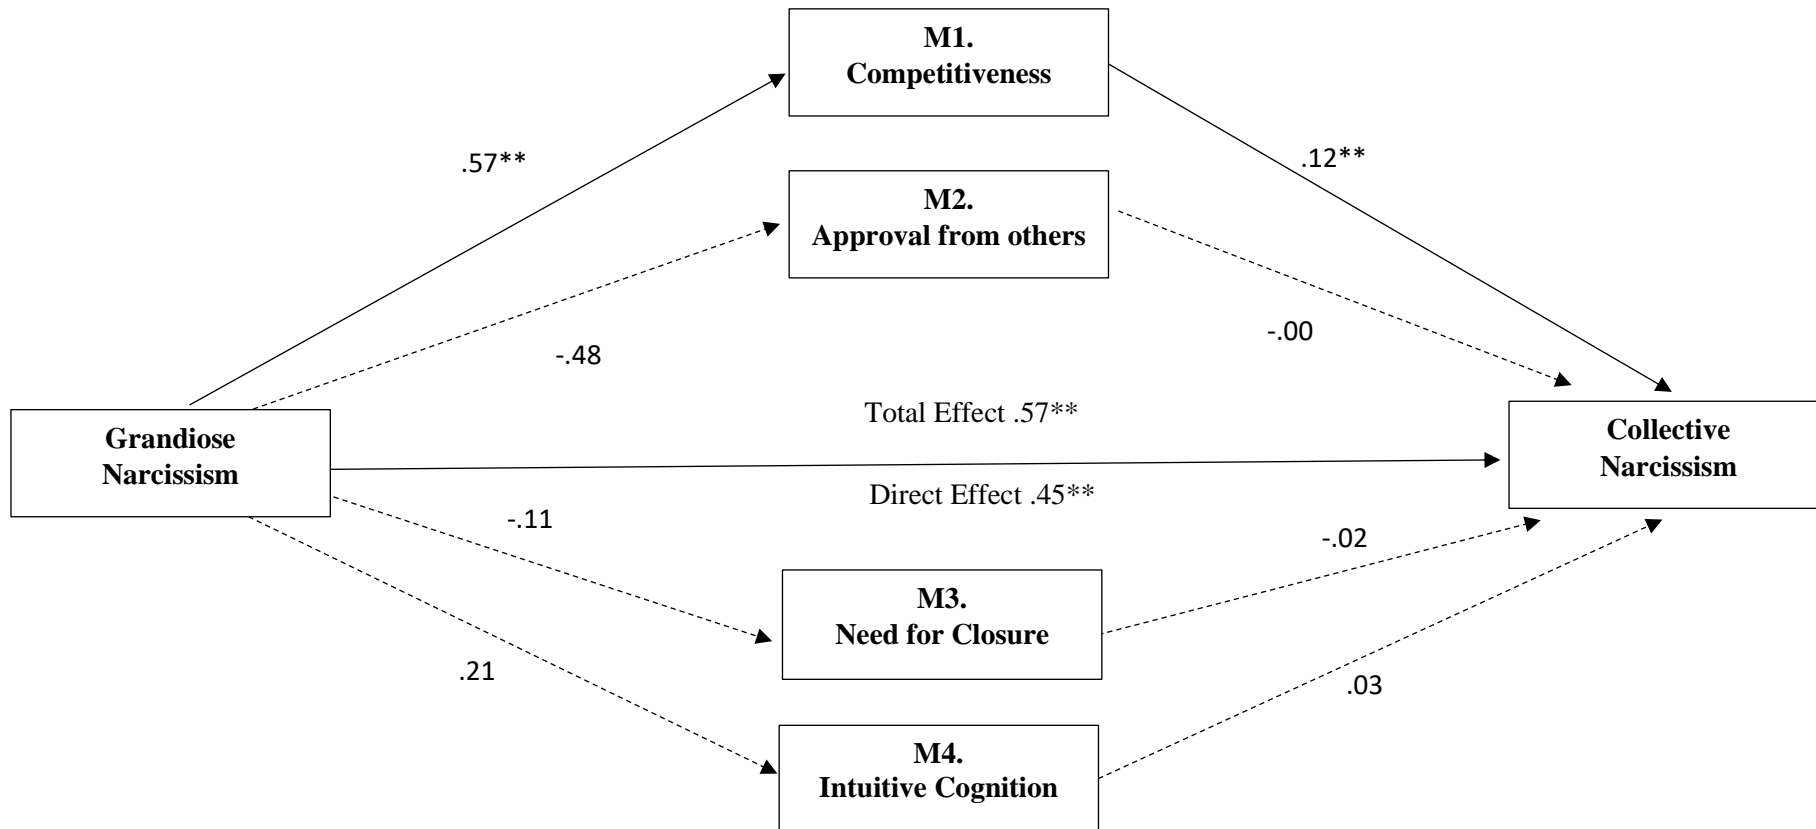 M1.
Competitiveness
.57**
.12**
M2.
Approval from others
-.48
-.00
Total Effect .57**
Grandiose
Narcissism
Collective
Narcissism
Direct Effect .45**
-.11
-.02
M3.
Need for Closure
.21
.03
M4.
Intuitive Cognition